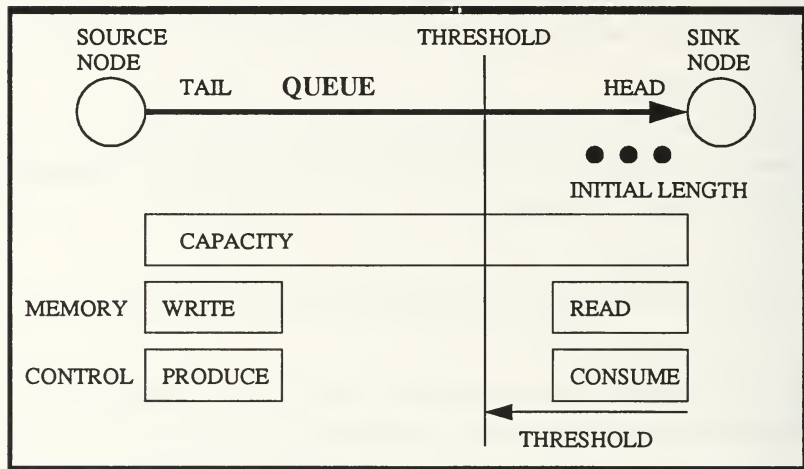 SOURCE NODE
THRESHOLD
SINK NODE
TAIL
QUEUE
HEAD
INITIAL LENGTH
CAPACITY
MEMORY
WRITE
READ
CONTROL
PRODUCE
CONSUME
THRESHOLD